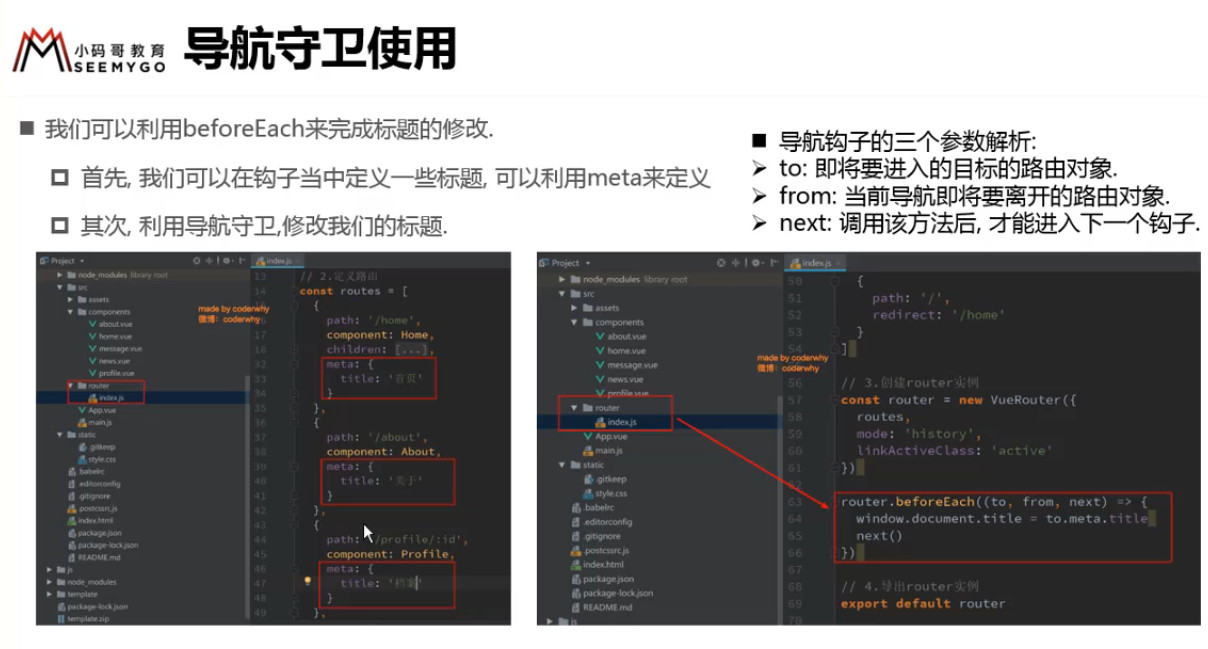 小码哥教育
SEEMYGO
导航守卫使用
■ 我们可以利用beforeEach来完成标题的修改.
首先, 我们可以在钩子当中定义一些标题, 可以利用meta来定义
其次, 利用导航守卫,修改我们的标题.
■ 导航钩子的三个参数解析:
➢ to: 即将要进入的目标的路由对象.
➢ from: 当前导航即将要离开的路由对象.
➢ next: 调用该方法后, 才能进入下一个钩子.
Project
node_modules library root
src
assets
components
about.vue
home.vue
message.vue
news.vue
profile.vue
router
index.js
App.vue
main.js
static
.gitkeep
style.css
.babelrc
.editorconfig
.gitignore
.postcssrc.js
index.html
package.json
package-lock.json
README.md
js
node_modules
template
package-lock.json
template.zip
made by coderwhy
微博: coderwhy
index.js
13 // 2.定义路由
14 const routes = [
{
path: '/home',
17 component: Home,
18 children: [...],
32 meta: {
33 title: '首页'
34 }
35 },
36 {
37 path: '/about',
38 component: About,
39 meta: {
40 title: '关于'
41 }
42 },
43 {
44 path: '/profile/:id',
45 component: Profile,
46 meta: {
47 title: '档案'
48 }
49 },
Project
node_modules library root
src
assets
components
about.vue
home.vue
message.vue
news.vue
profile.vue
router
index.js
App.vue
main.js
static
.gitkeep
style.css
.babelrc
.editorconfig
.gitignore
.postcssrc.js
index.html
package.json
package-lock.json
README.md
js
made by coderwhy
微博: coderwhy
index.js
50 {
51 path: '/',
52 redirect: '/home'
53 }
54 ]
56 // 3.创建router实例
57 const router = new VueRouter({
58 routes,
59 mode: 'history',
60 linkActiveClass: 'active'
61 })
62
63 router.beforeEach((to, from, next) => {
64 window.document.title = to.meta.title
65 next()
66 })
67
68 // 4.导出router实例
69 export default router
70